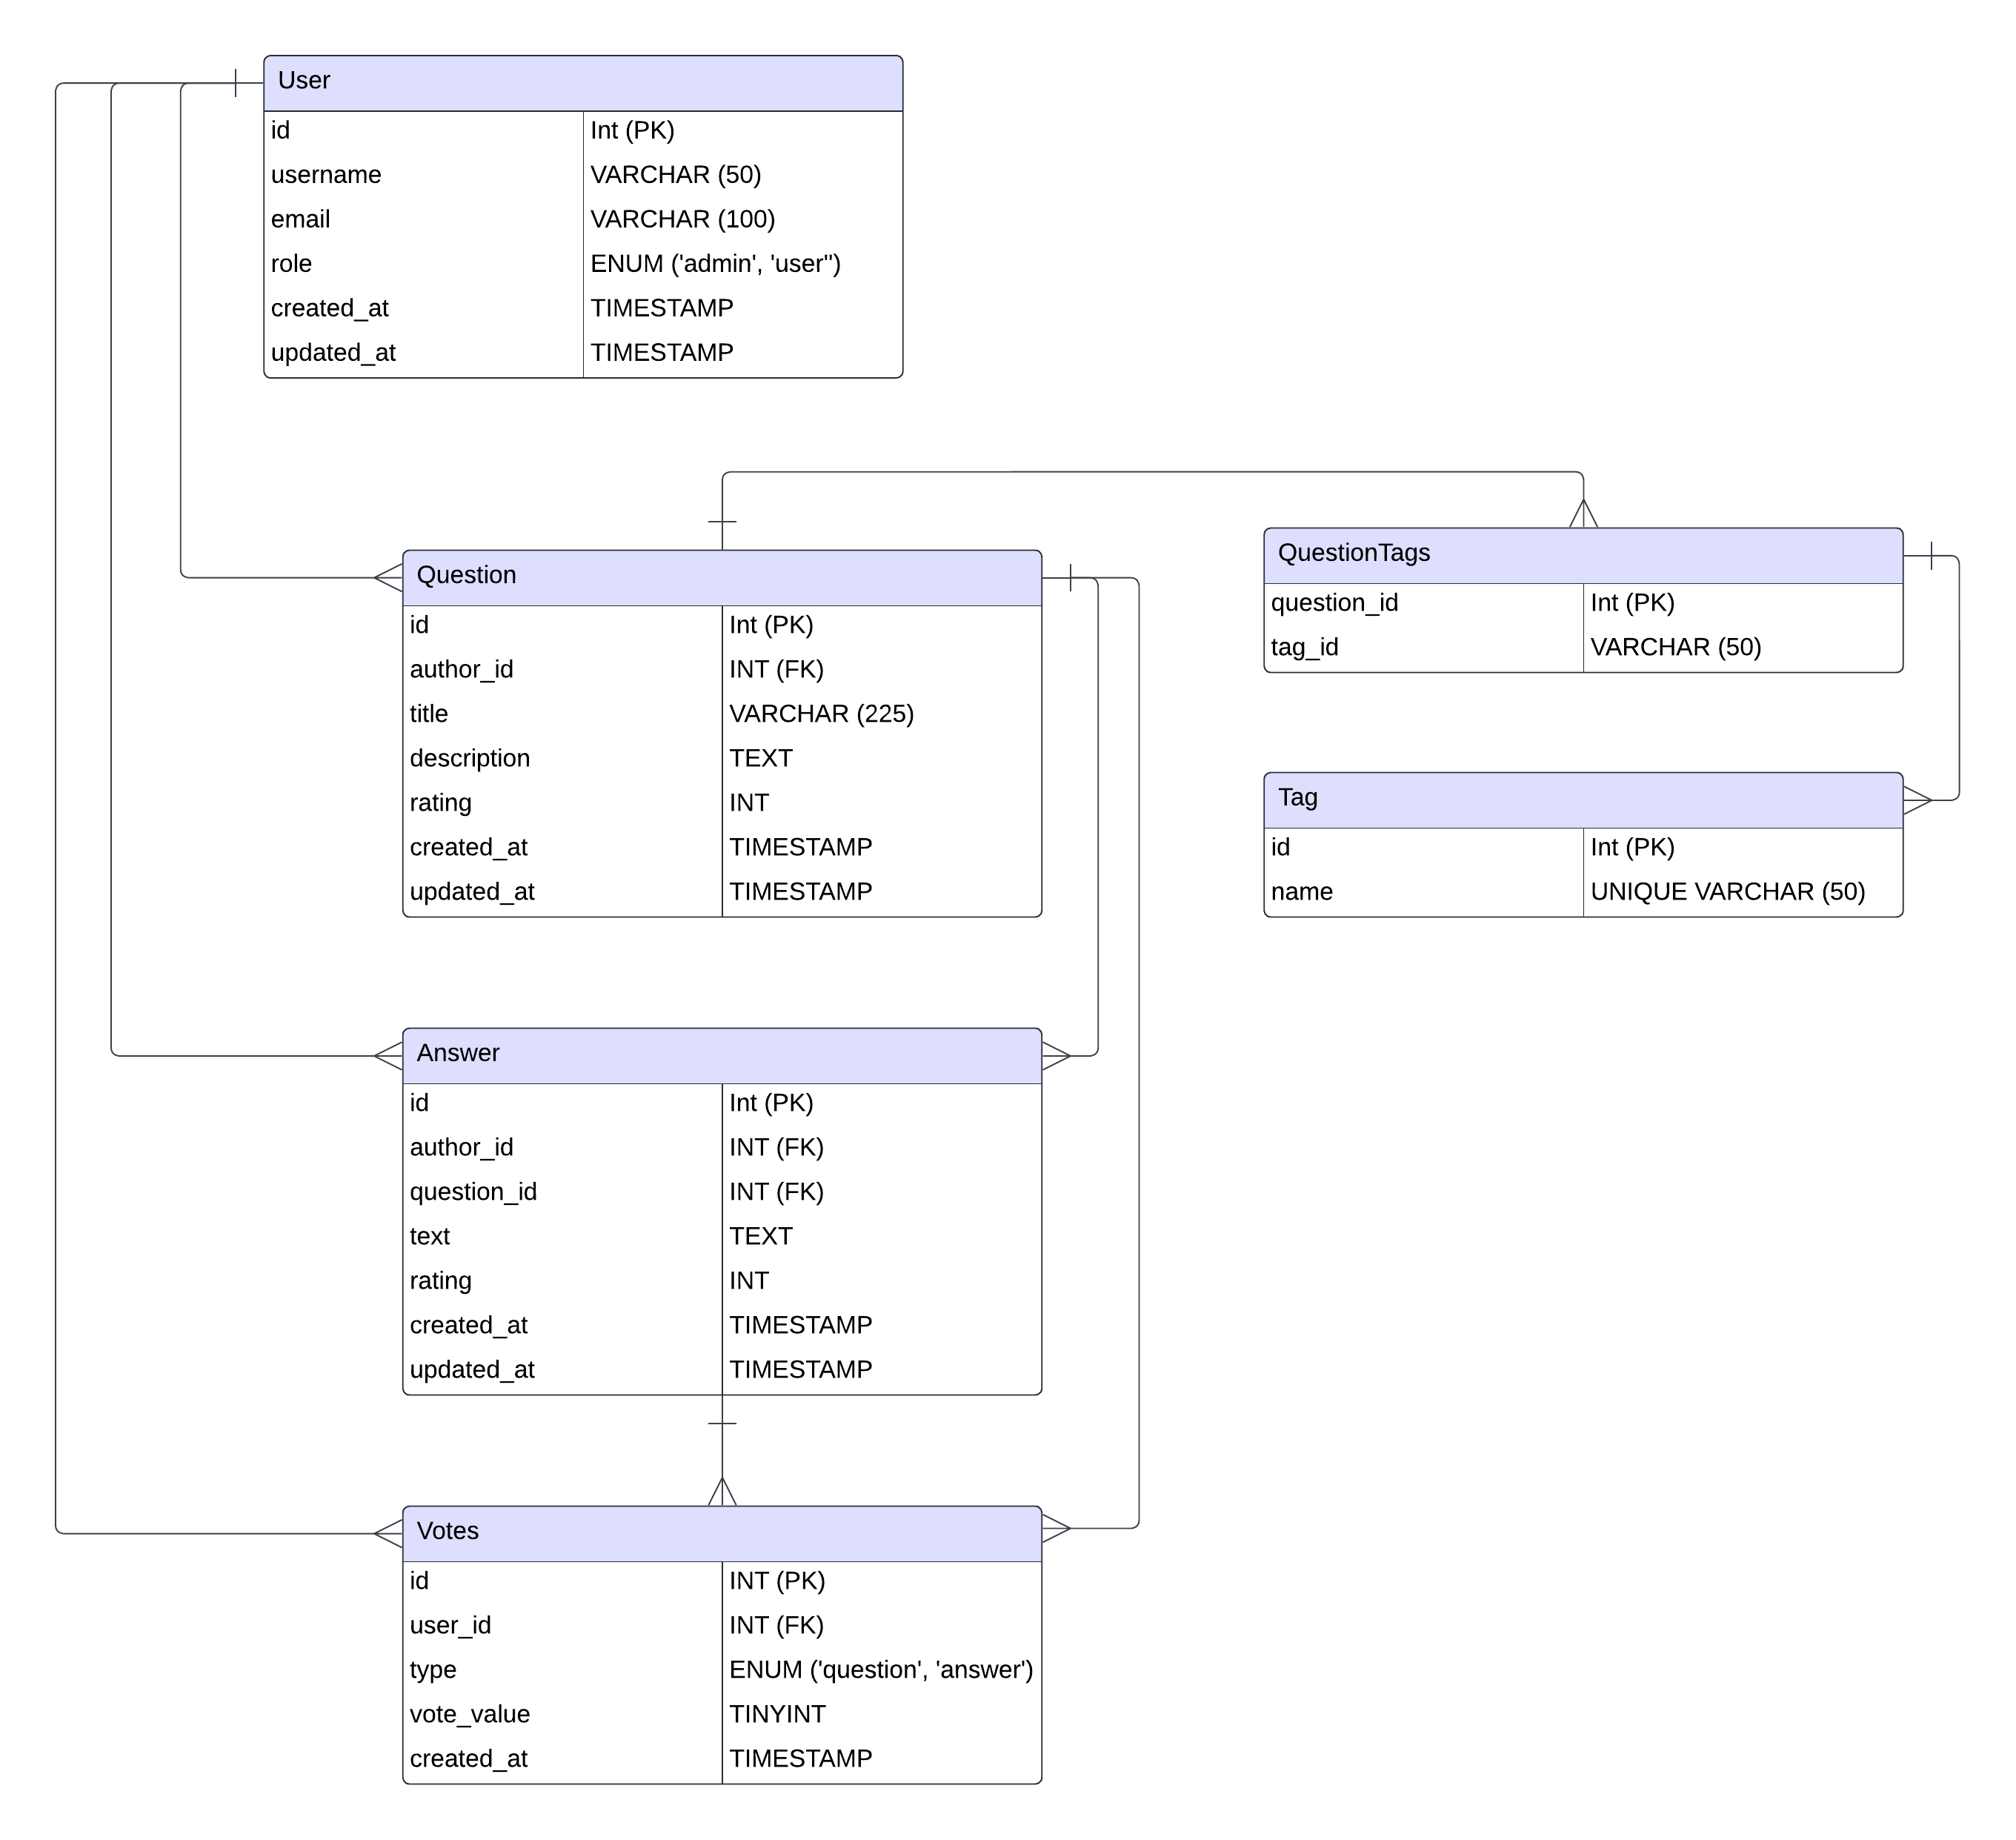 User
id Int (PK)
username VARCHAR (50)
email VARCHAR (100)
role ENUM ('admin', 'user")
created_at TIMESTAMP
updated_at TIMESTAMP
Question
id Int (PK)
author_id INT (FK)
title VARCHAR (225)
description TEXT
rating INT
created_at TIMESTAMP
updated_at TIMESTAMP
QuestionTags
question_id Int (PK)
tag_id VARCHAR (50)
Tag
id Int (PK)
name UNIQUE VARCHAR (50)
Answer
id Int (PK)
author_id INT (FK)
question_id INT (FK)
text TEXT
rating INT
created_at TIMESTAMP
updated_at TIMESTAMP
Votes
id INT (PK)
user_id INT (FK)
type ENUM ('question', 'answer')
vote_value TINYINT
created_at TIMESTAMP